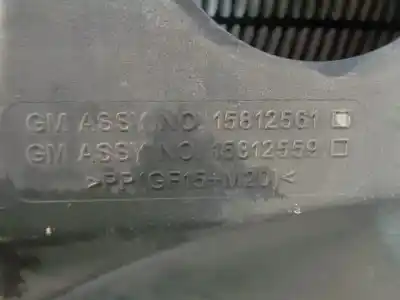 GM ASSY NO 15812561
GM ASSY NO 15812559
>PP(GF15+M20)<